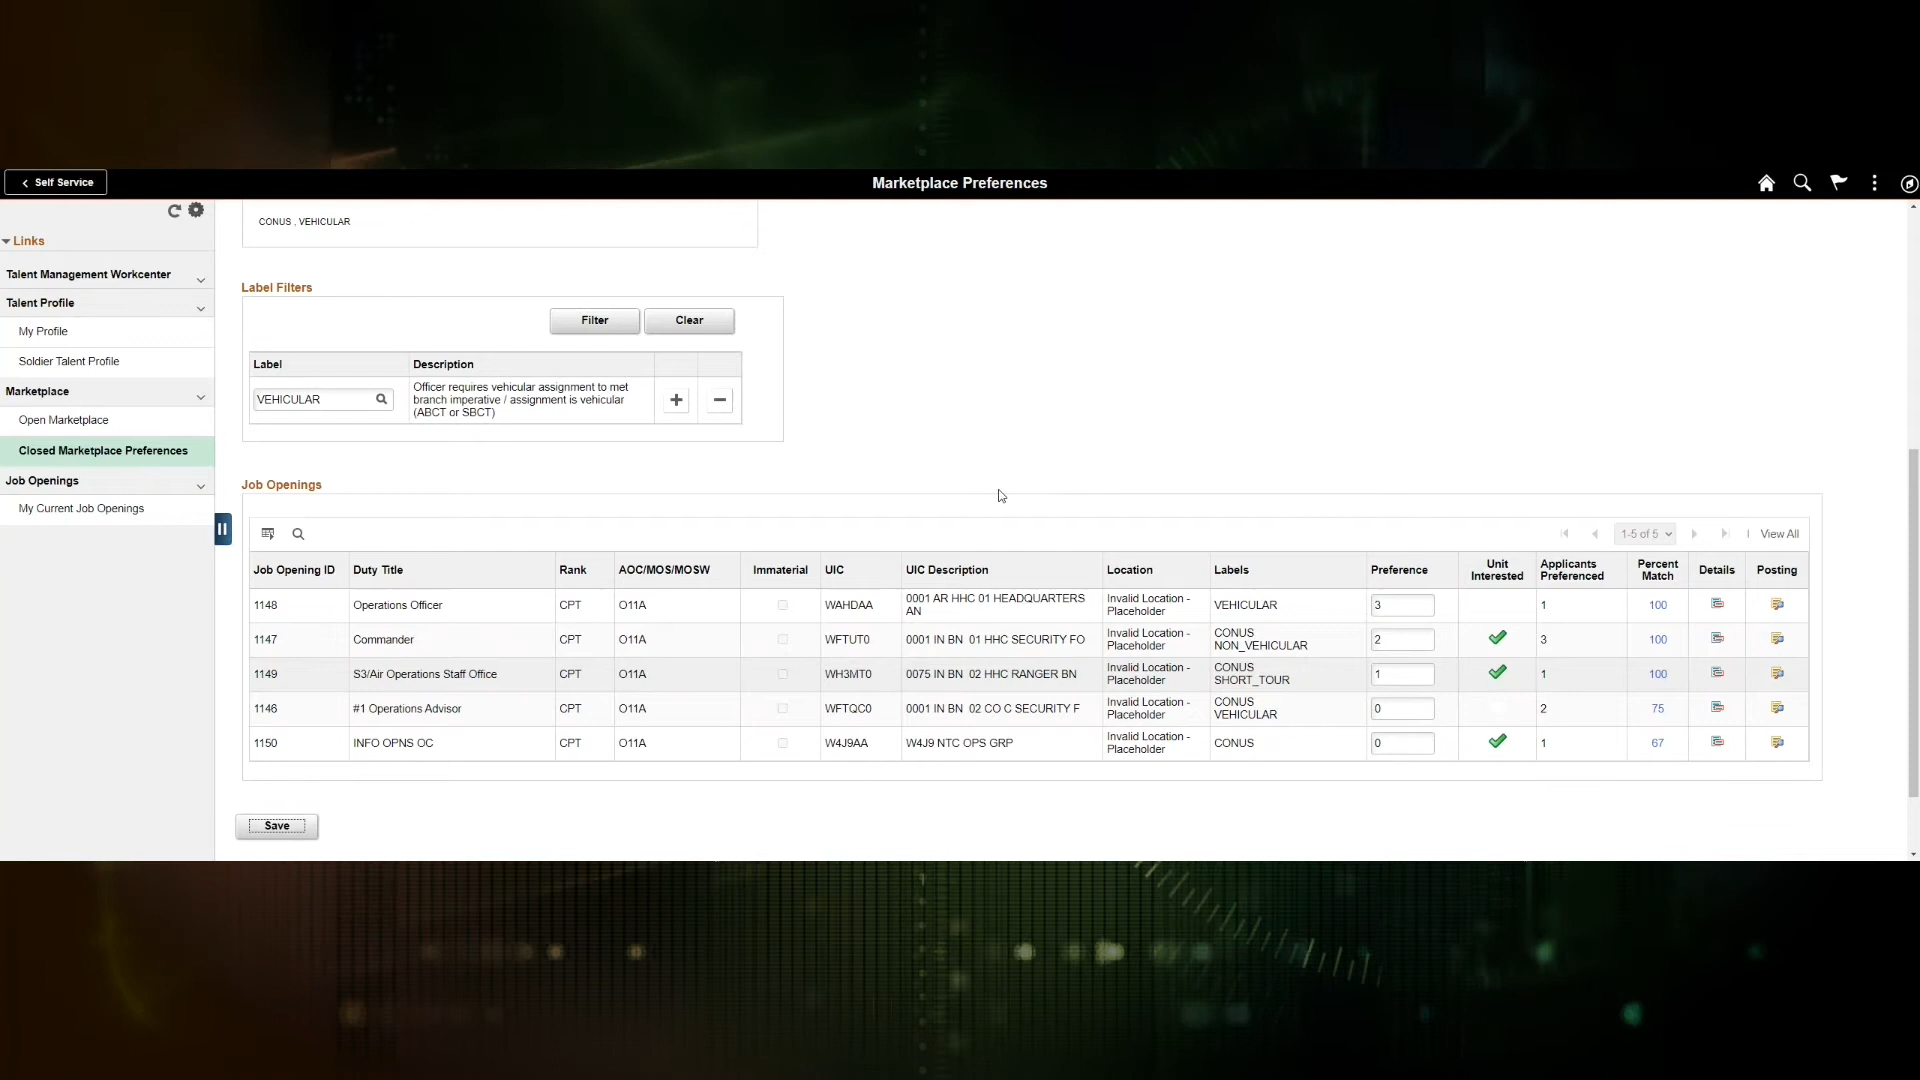 Self Service
Marketplace Preferences
CONUS , VEHICULAR
Links
Talent Management Workcenter
Talent Profile
My Profile
Soldier Talent Profile
Marketplace
Open Marketplace
Closed Marketplace Preferences
Job Openings
My Current Job Openings
Label Filters
Filter Clear
Label Description
VEHICULAR
Officer requires vehicular assignment to met
branch imperative / assignment is vehicular
(ABCT or SBCT)
Job Openings
1-5 of 5 View All
Job Opening ID Duty Title Rank AOC/MOS/MOSW Immaterial UIC UIC Description Location Labels Preference Unit Interested Applicants Preferenced Percent Match Details Posting
1148 Operations Officer CPT O11A WAHDAA 0001 AR HHC 01 HEADQUARTERS AN Invalid Location - Placeholder VEHICULAR 3 1 100
1147 Commander CPT O11A WFTUT0 0001 IN BN 01 HHC SECURITY FO Invalid Location - Placeholder CONUS NON_VEHICULAR 2 3 100
1149 S3/Air Operations Staff Office CPT O11A WH3MT0 0075 IN BN 02 HHC RANGER BN Invalid Location - Placeholder CONUS SHORT_TOUR 1 1 100
1146 #1 Operations Advisor CPT O11A WFTQC0 0001 IN BN 02 CO C SECURITY F Invalid Location - Placeholder CONUS VEHICULAR 0 2 75
1150 INFO OPNS OC CPT O11A W4J9AA W4J9 NTC OPS GRP Invalid Location - Placeholder CONUS 0 1 67
Save